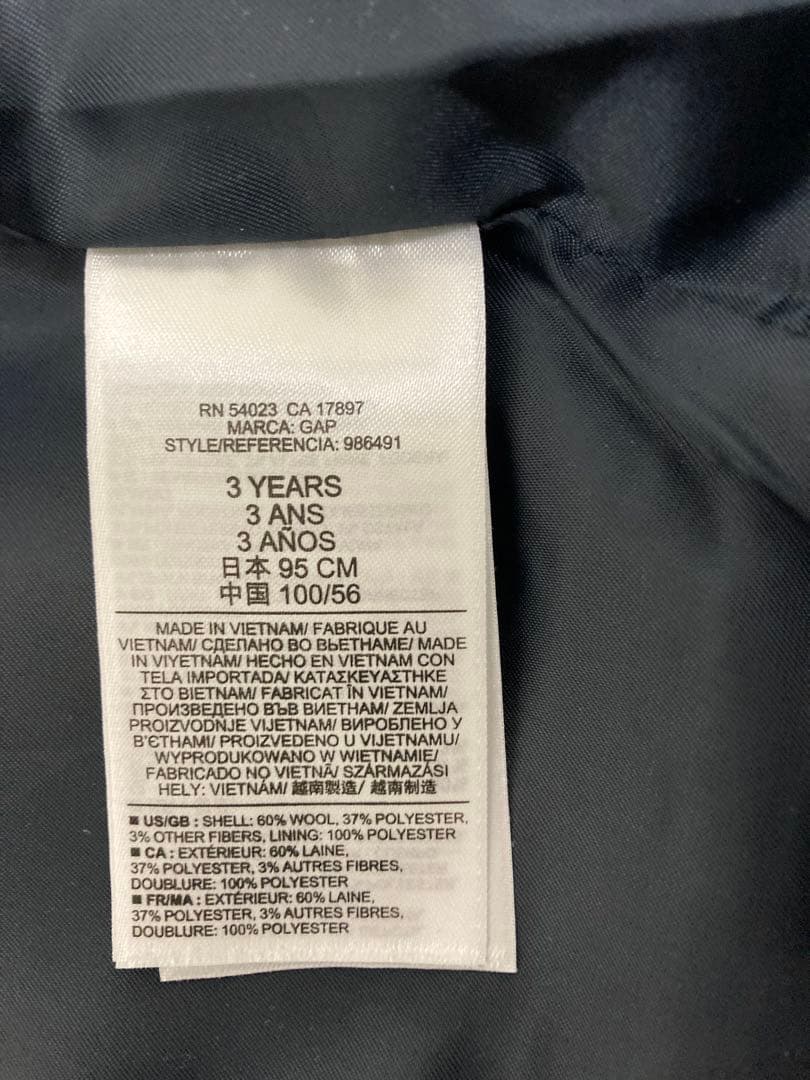 RN 54023 CA 17897
MARCA: GAP
STYLE/REFERENCIA: 986491
3 YEARS
3 ANS
3 AÑOS
日本 95 CM
中国 100/56
MADE IN VIETNAM/ FABRIQUE AU
VIETNAM/ СДЕЛАНО ВО ВЬЕТНАМЕ/ MADE
IN VIYETNAM/ HECHO EN VIETNAM CON
TELA IMPORTADA/ ΚΑΤΑΣΚΕΥΑΣΤΗΚΕ
ΣΤΟ ΒΙΕΤΝΑΜ/ FABRICAT ÎN VIETNAM/
ПРОИЗВЕДЕНО ВЪВ ВИЕТНАМ/ ZEMLJA
PROIZVODNJE VIJETNAM/ ВИРОБЛЕНО У
В'ЄТНАМІ/ PROIZVEDENO U VIJETNAMU/
WYPRODUKOWANO W WIETNAMIE/
FABRICADO NO VIETNÃ/ SZÁRMAZÁSI
HELY: VIETNÁM/ 越南製造/ 越南制造
■ US/GB : SHELL: 60% WOOL, 37% POLYESTER,
3% OTHER FIBERS, LINING: 100% POLYESTER
■ CA : EXTÉRIEUR: 60% LAINE,
37% POLYESTER, 3% AUTRES FIBRES,
DOUBLURE: 100% POLYESTER
■ FR/MA : EXTÉRIEUR: 60% LAINE,
37% POLYESTER, 3% AUTRES FIBRES,
DOUBLURE: 100% POLYESTER